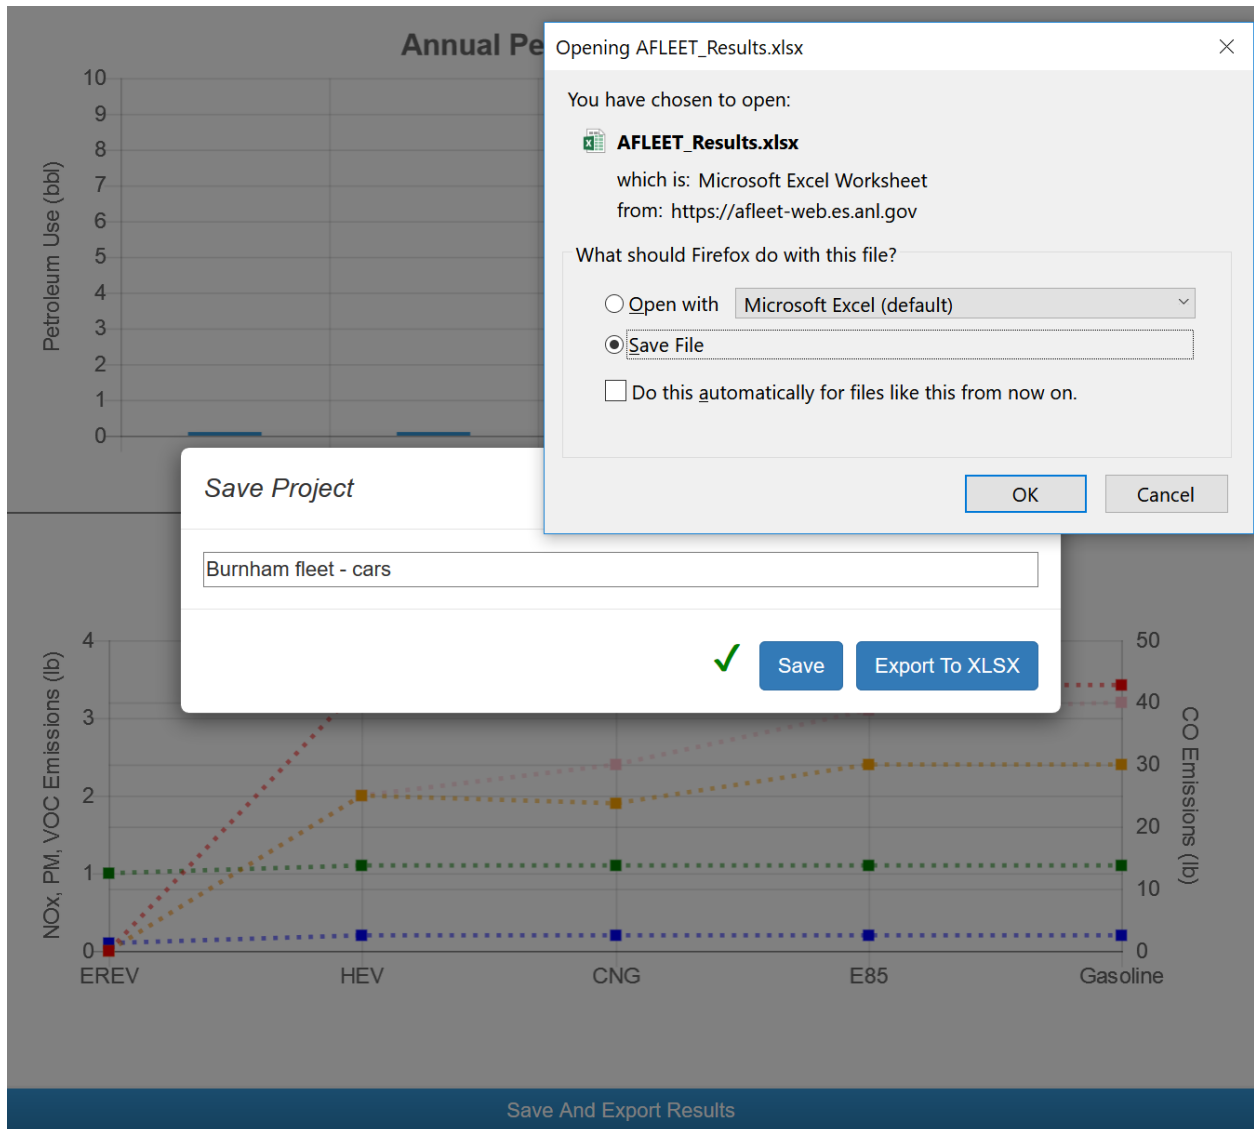 Annual Pe
10
9
8
7
6
5
4
3
2
1
0
Petroleum Use (bbl)
Opening AFLEET_Results.xlsx
You have chosen to open:
AFLEET_Results.xlsx
which is: Microsoft Excel Worksheet
from: https://afleet-web.es.anl.gov
What should Firefox do with this file?
Open with Microsoft Excel (default)
Save File
Do this automatically for files like this from now on.
OK Cancel
Save Project
Burnham fleet - cars
Save Export To XLSX
4
3
2
1
0
NOx, PM, VOC Emissions (lb)
50
40
30
20
10
0
CO Emissions (lb)
EREV HEV CNG E85 Gasoline
Save And Export Results